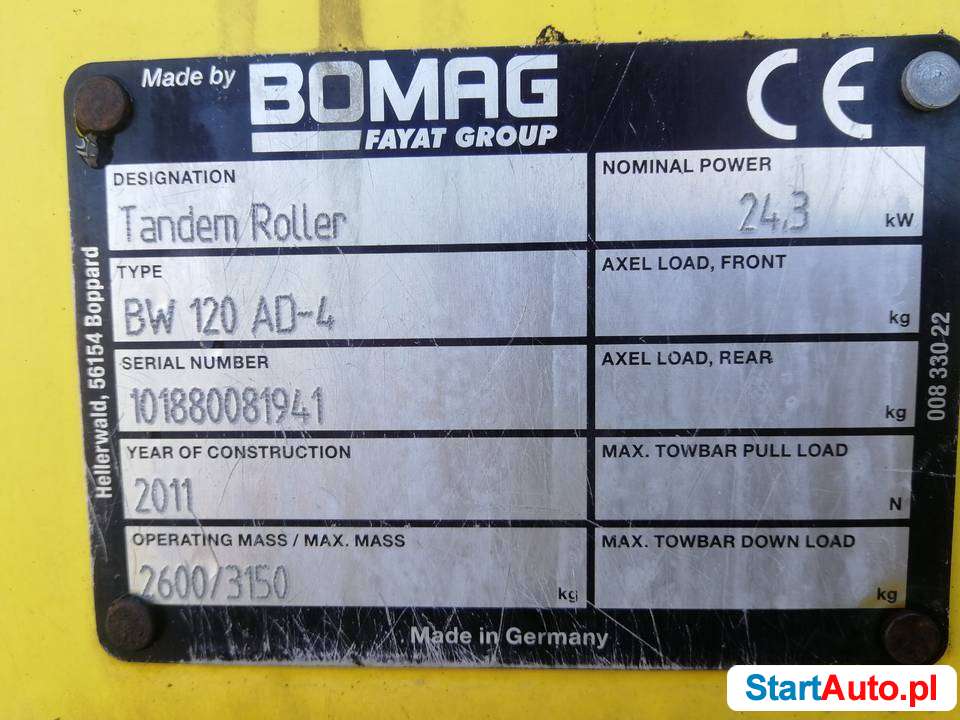 Made by BOMAG
FAYAT GROUP
CE
DESIGNATION
Tandem Roller
TYPE
BW 120 AD-4
SERIAL NUMBER
101880081941
YEAR OF CONSTRUCTION
2011
OPERATING MASS / MAX. MASS
2600/3150 kg
NOMINAL POWER
24,3 kW
AXEL LOAD, FRONT
kg
AXEL LOAD, REAR
kg
MAX. TOWBAR PULL LOAD
N
MAX. TOWBAR DOWN LOAD
kg
Hellerwald, 56154 Boppard
008 330 22
Made in Germany
StartAuto.pl